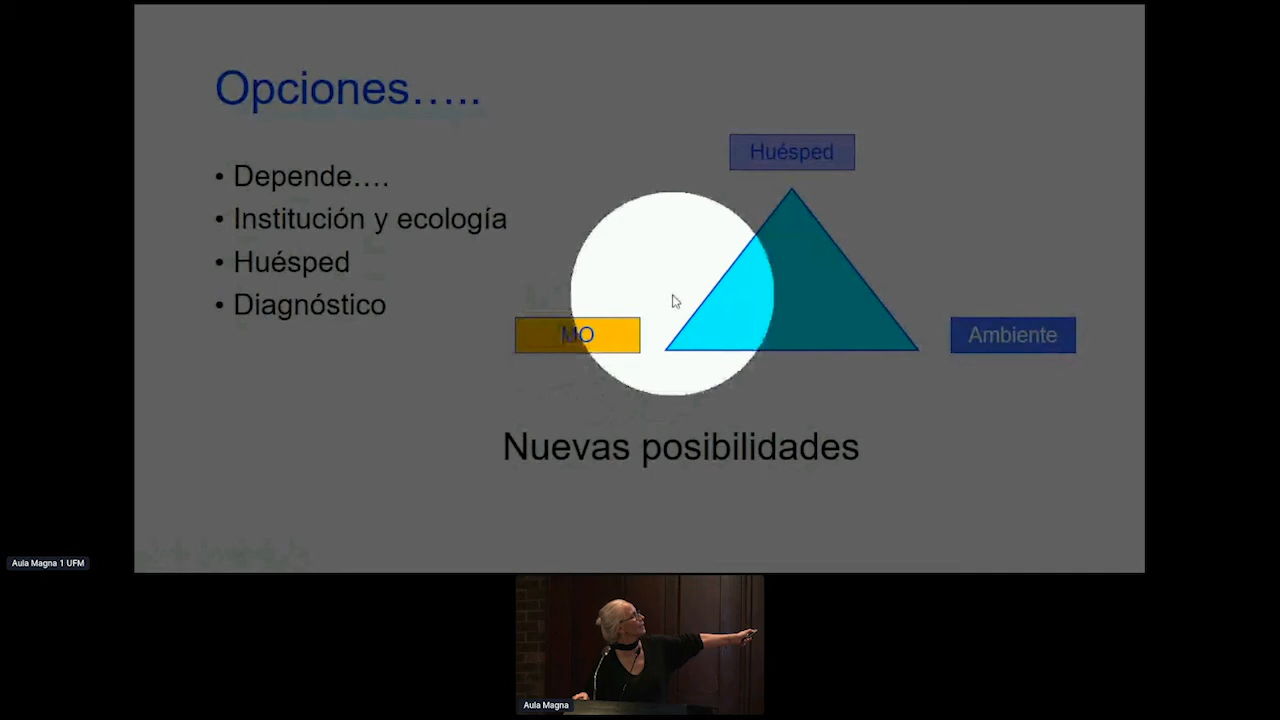 Opciones.....
• Depende....
• Institución y ecología
• Huésped
• Diagnóstico
Huésped
MO
Ambiente
Nuevas posibilidades
Aula Magna 1 UFM
Aula Magna